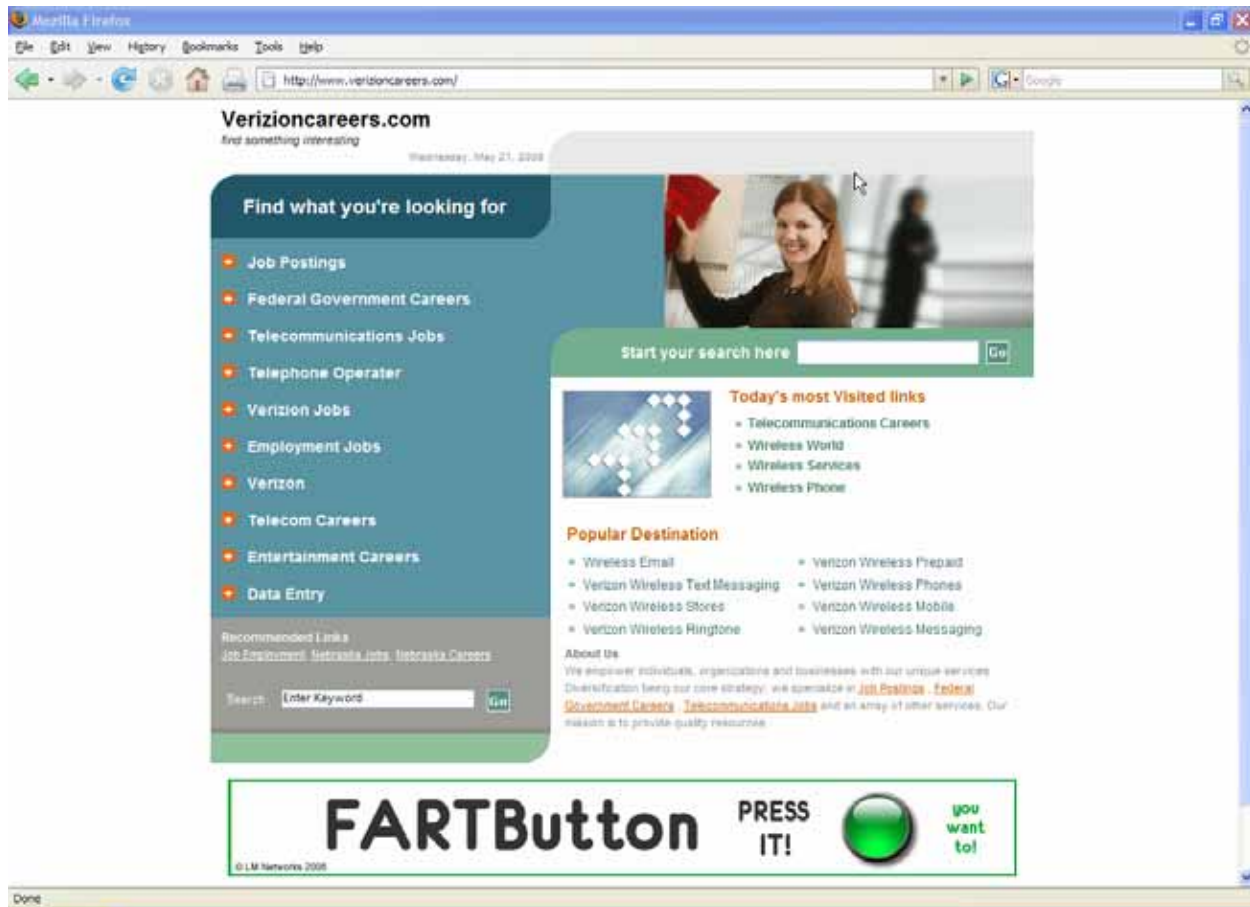 Mozilla Firefox
File Edit View History Bookmarks Tools Help
http://www.verizioncareers.com/
Google
Verizioncareers.com
find something interesting
Wednesday, May 21, 2008
Find what you're looking for
Job Postings
Federal Government Careers
Telecommunications Jobs
Telephone Operater
Verizion Jobs
Employment Jobs
Verizon
Telecom Careers
Entertainment Careers
Data Entry
Recommended Links
Job Employment, Nebraska Jobs, Nebraska Careers
Search Enter Keyword Go
Start your search here Go
Today's most Visited links
Telecommunications Careers
Wireless World
Wireless Services
Wireless Phone
Popular Destination
Wireless Email
Verizon Wireless Prepaid
Verizon Wireless Text Messaging
Verizon Wireless Phones
Verizon Wireless Stores
Verizon Wireless Mobile
Verizon Wireless Ringtone
Verizon Wireless Messaging
About Us
We empower individuals, organizations and businesses with our unique services.
Diversification being our core strategy, we specialize in Job Postings , Federal
Government Careers , Telecommunications Jobs and an array of other services. Our
mission is to provide quality resources
FARTButton
PRESS
IT!
you
want
to!
© LM Networks 2008
Done